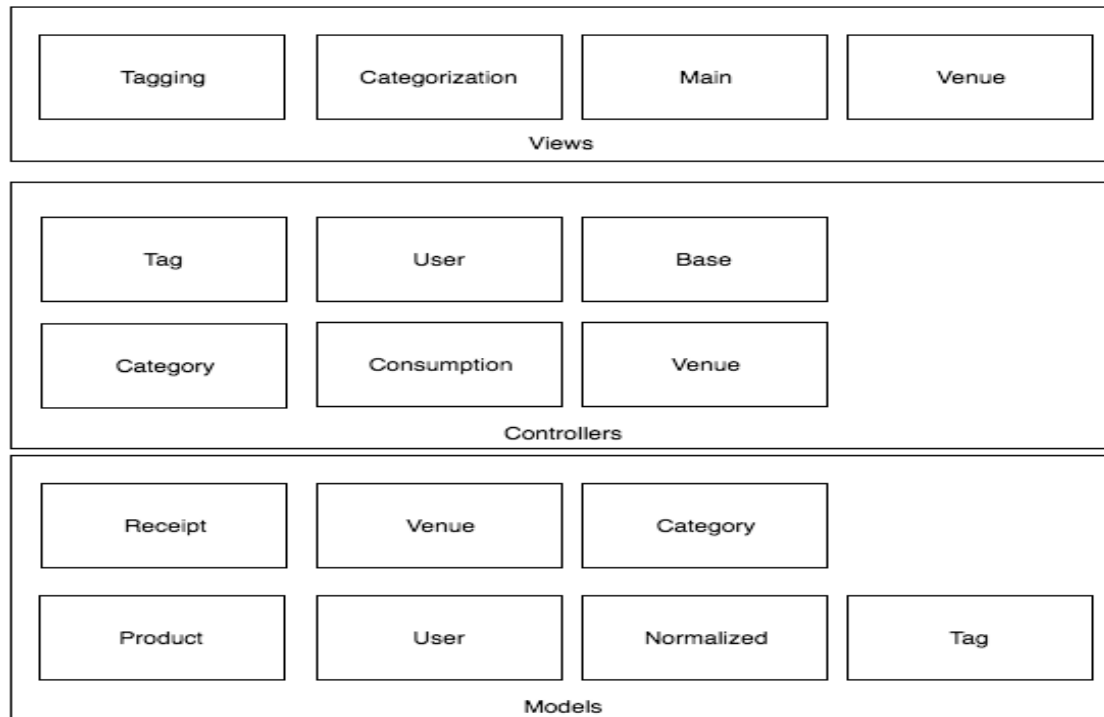 Tagging Categorization Main Venue
Views
Tag User Base
Category Consumption Venue
Controllers
Receipt Venue Category
Product User Normalized Tag
Models